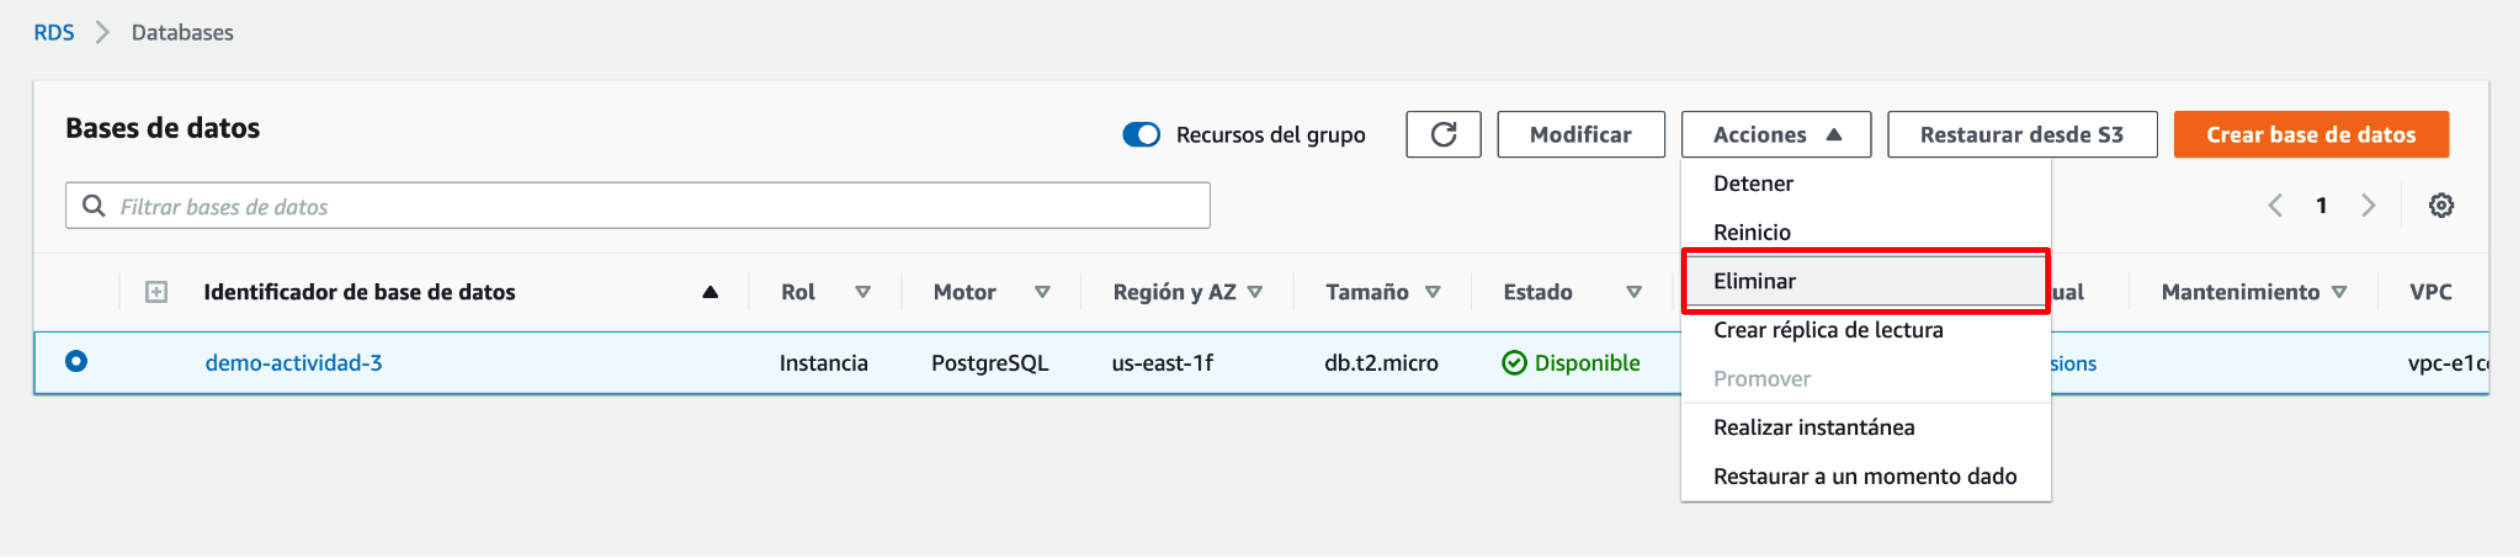 RDS > Databases
Bases de datos
Recursos del grupo
Modificar
Acciones
Restaurar desde S3
Crear base de datos
Filtrar bases de datos
1
Detener
Reinicio
Eliminar
Crear réplica de lectura
Promover
Realizar instantánea
Restaurar a un momento dado
Identificador de base de datos Rol Motor Región y AZ Tamaño Estado ual Mantenimiento VPC
demo-actividad-3 Instancia PostgreSQL us-east-1f db.t2.micro Disponible sions vpc-e1c